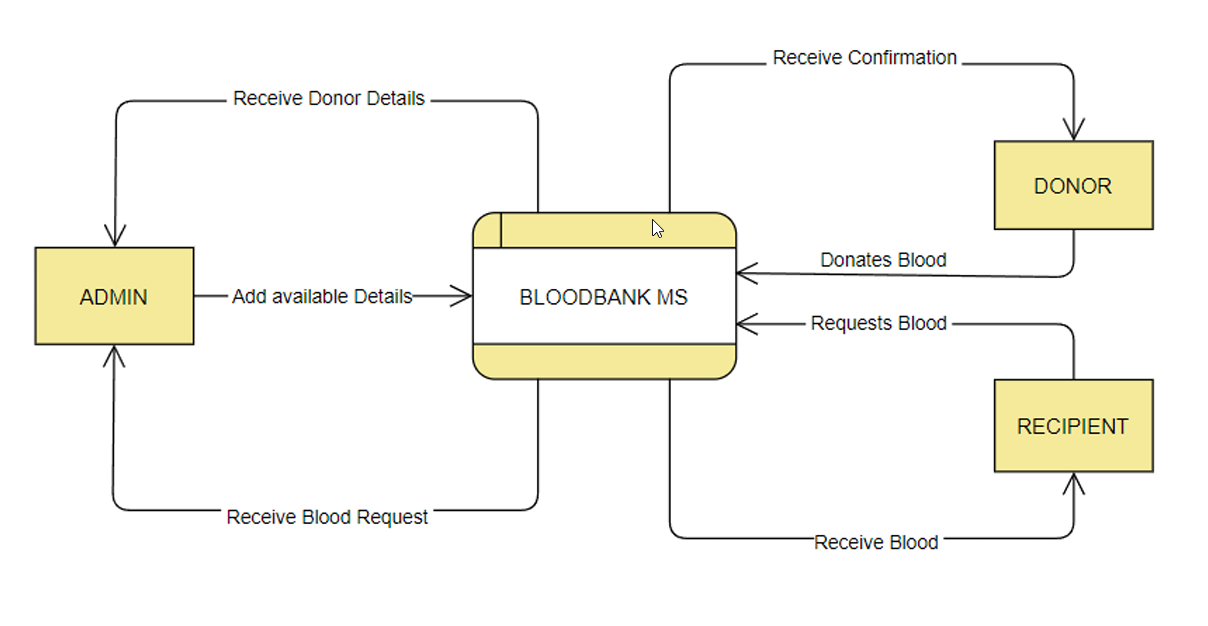 Receive Confirmation
Receive Donor Details
DONOR
Donates Blood
ADMIN
Add available Details
BLOODBANK MS
Requests Blood
RECIPIENT
Receive Blood Request
Receive Blood